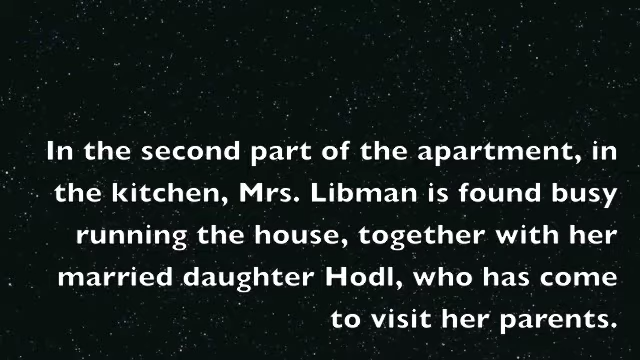 In the second part of the apartment, in
the kitchen, Mrs. Libman is found busy
running the house, together with her
married daughter Hodl, who has come
to visit her parents.